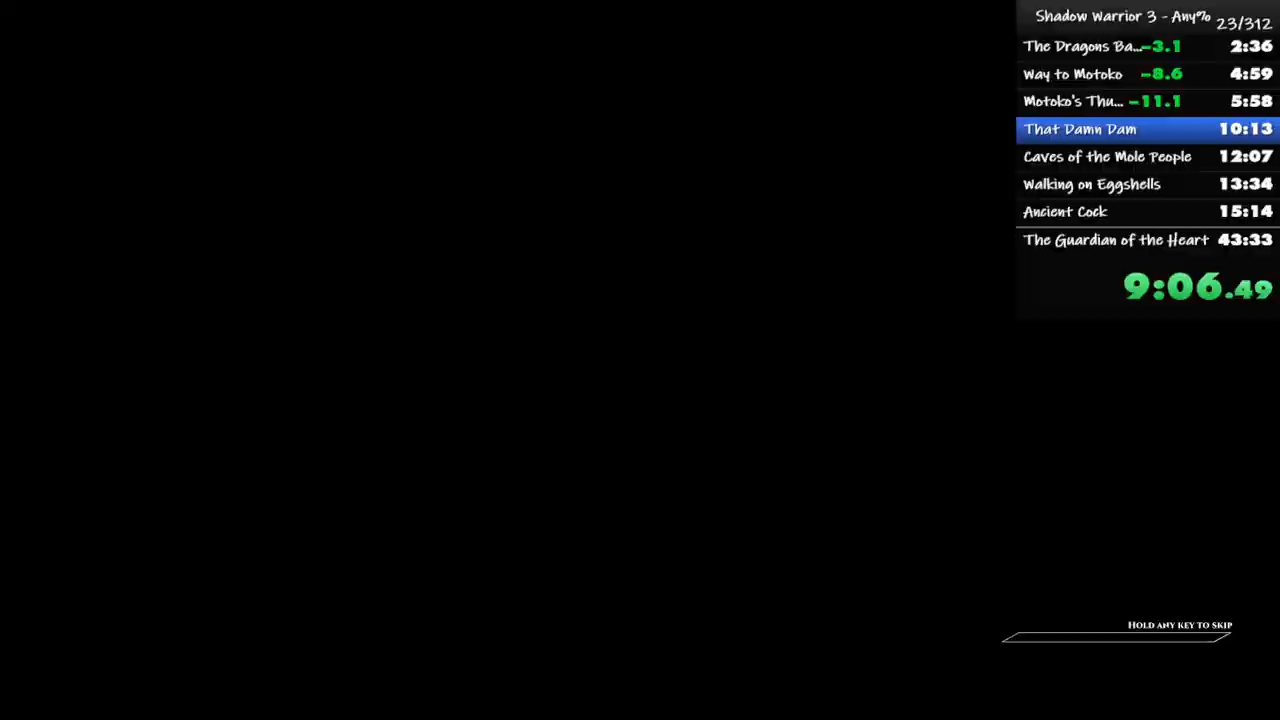 Shadow Warrior 3 - Any% 23/312
The Dragons Ba... -3.1 2:36
Way to Motoko -8.6 4:59
Motoko's Thu... -11.1 5:58
That Damn Dam 10:13
Caves of the Mole People 12:07
Walking on Eggshells 13:34
Ancient Cock 15:14
The Guardian of the Heart 43:33
9:06.49
HOLD ANY KEY TO SKIP